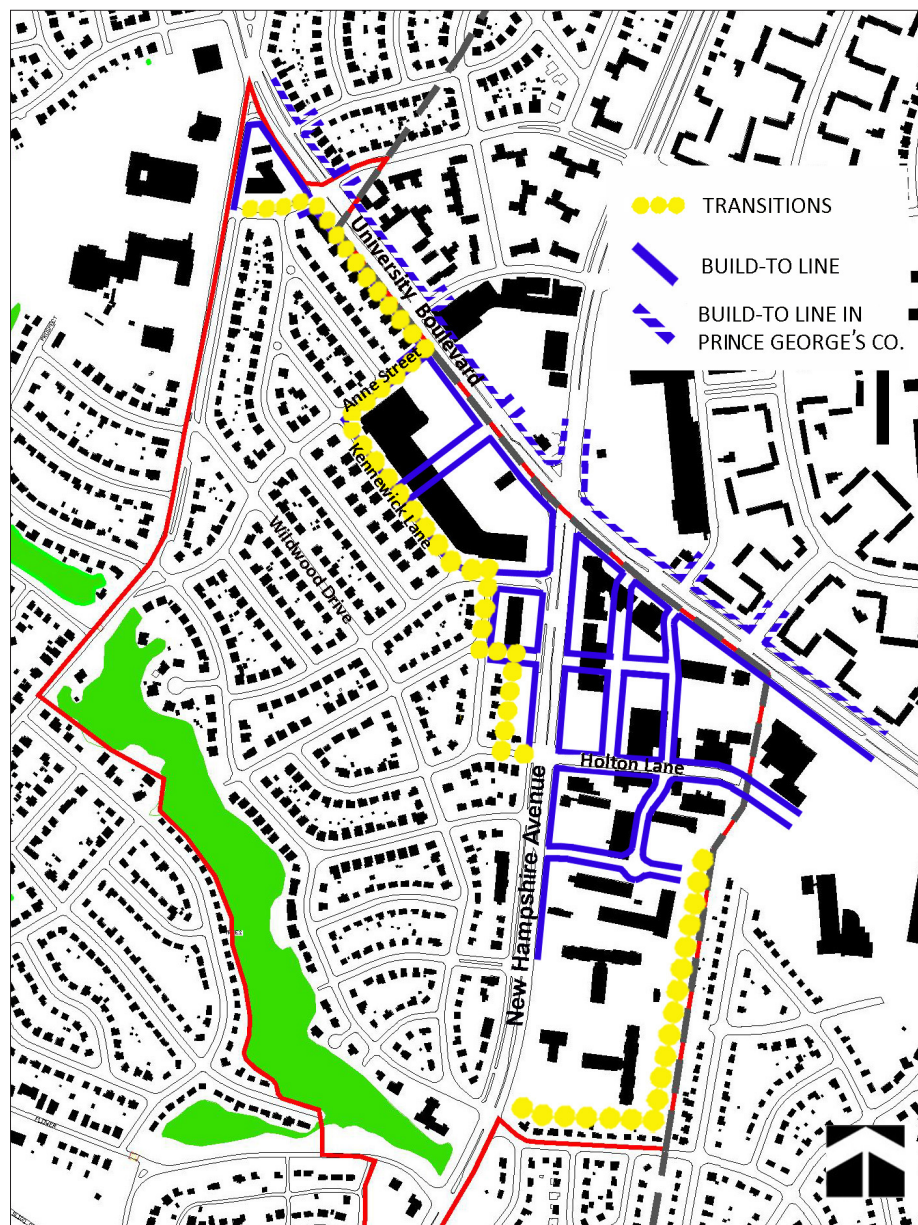 TRANSITIONS
BUILD-TO LINE
BUILD-TO LINE IN
PRINCE GEORGE'S CO.
University Boulevard
Anne Street
Kennewick Lane
Wildwood Drive
Holton Lane
New Hampshire Avenue